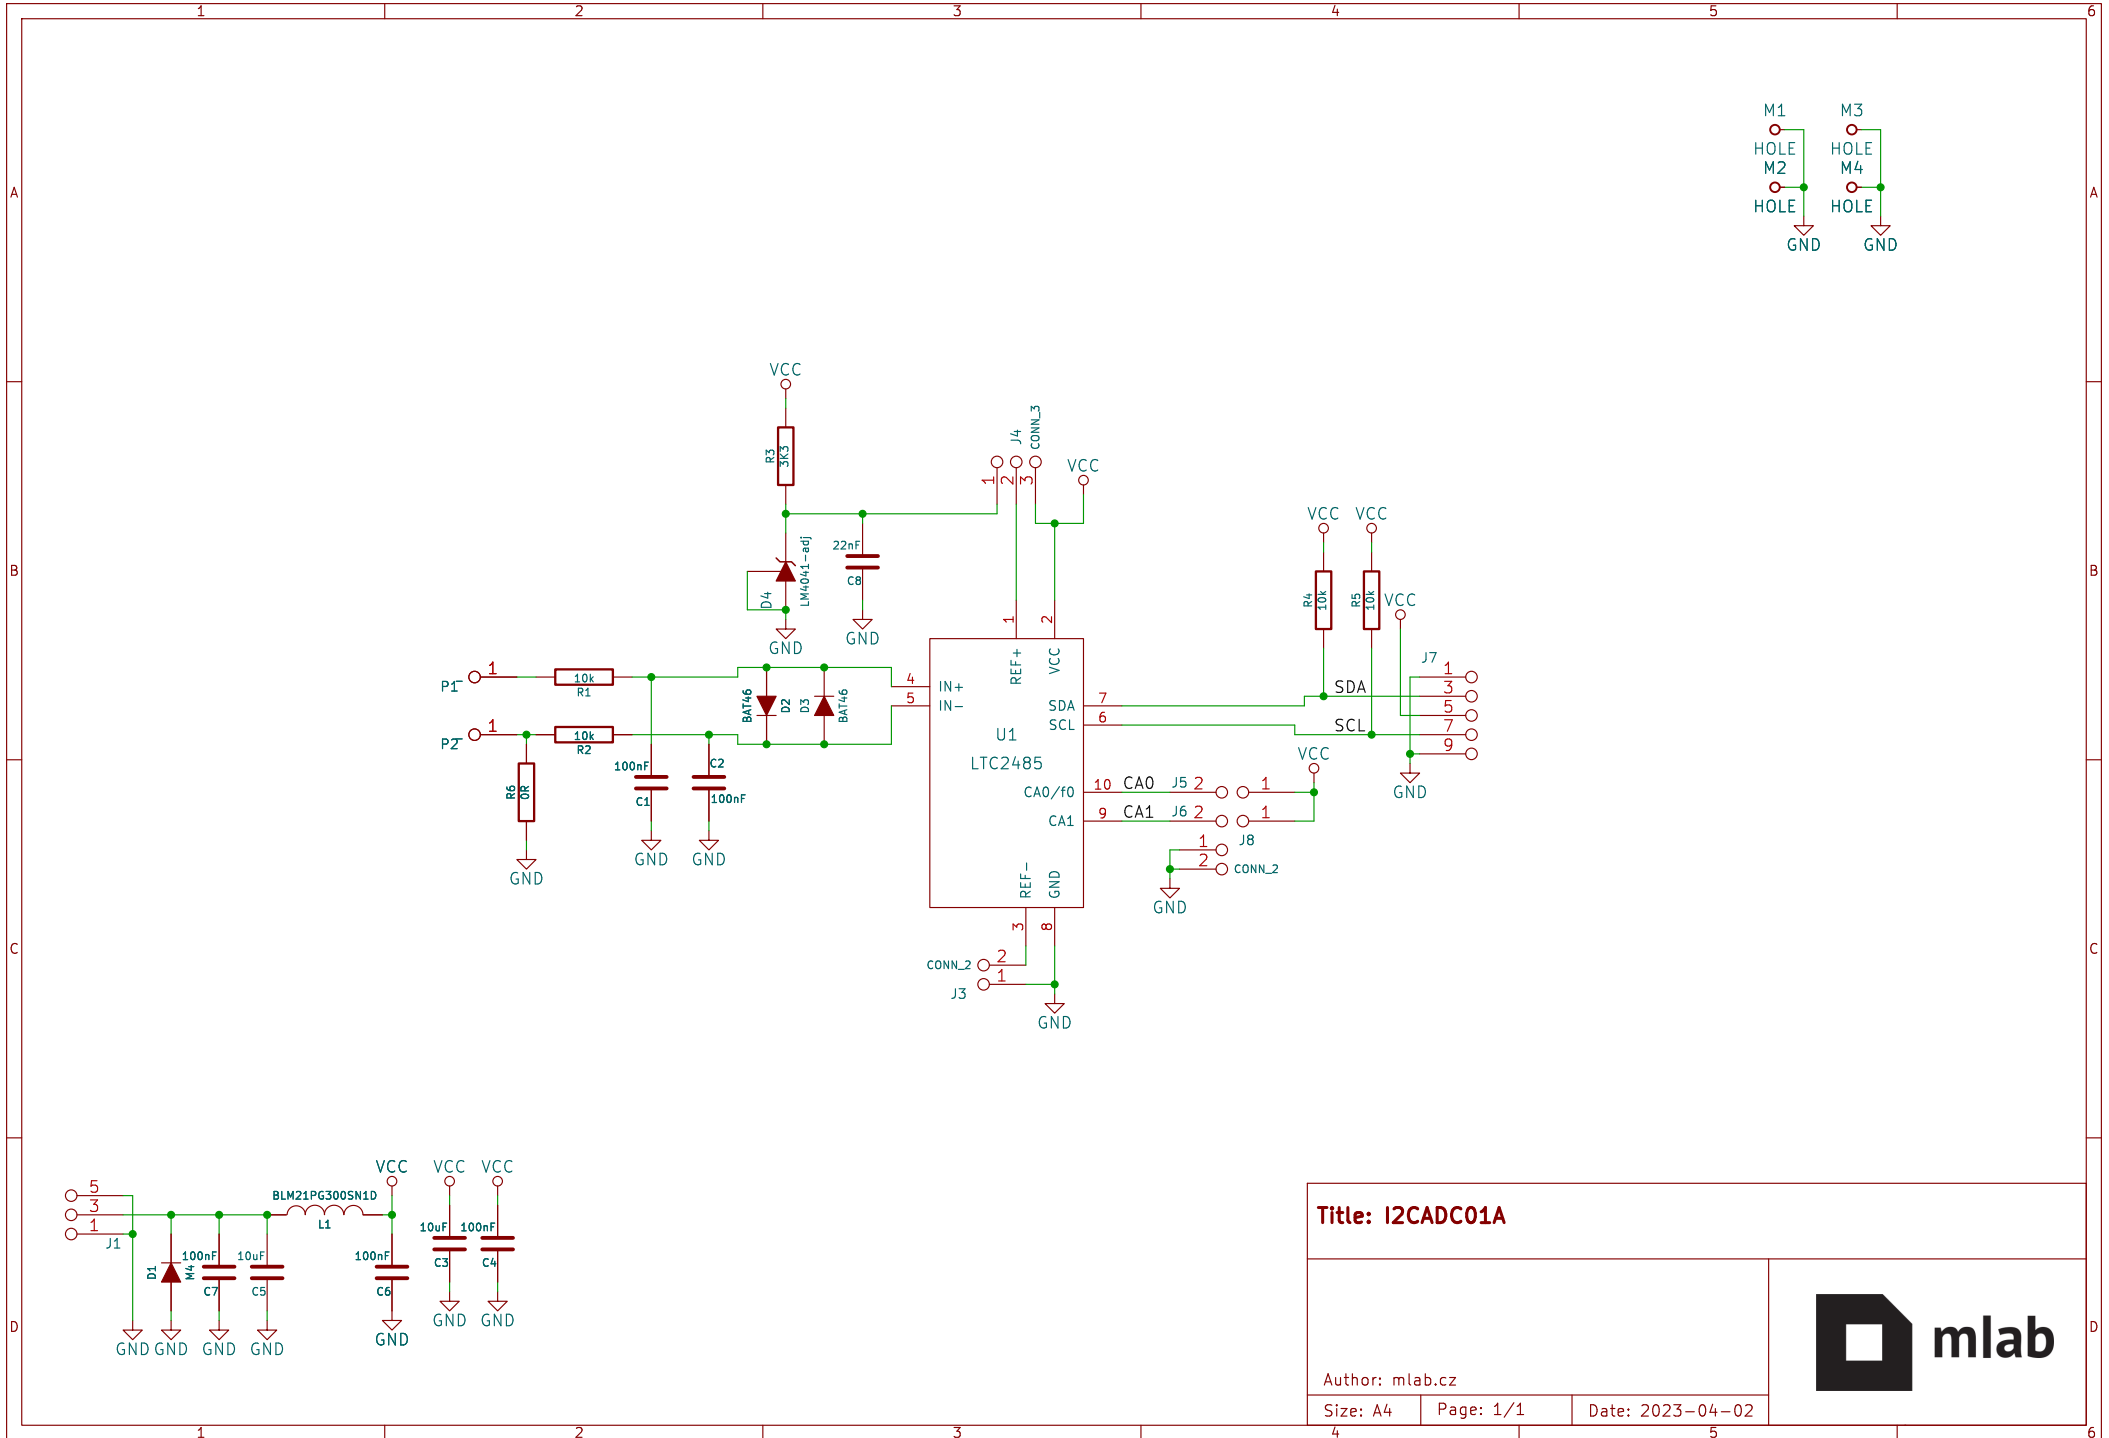 1 2 3 4 5 6
A A
B B
C C
D D
M1 M3
HOLE HOLE
M2 M4
HOLE HOLE
GND GND
VCC
R3
3K3
J4
CONN_3
1 2 3
VCC
22nF
C8
GND
D4
LM4041-adj
GND
VCC VCC
R4
10k
R5
10k
VCC
J7
1
3
5
7
9
GND
SDA
SCL
P1
1
10k
R1
P2
1
10k
R2
R6
0R
GND
100nF
C1
GND
C2
100nF
GND
BAT46
D2
D3
BAT46
4 IN+
5 IN-
1
REF+
2
VCC
SDA 7
SCL 6
U1
LTC2485
CA0/f0 10 CA0 J5 2 1
CA1 9 CA1 J6 2 1
VCC
J8
1
2 CONN_2
GND
REF-
3
GND
8
CONN_2 2
1
J3
GND
5
3
1
J1
D1
M4
100nF
C7
10uF
C5
BLM21PG300SN1D
L1
VCC
100nF
C6
GND
VCC
10uF
C3
GND
VCC
100nF
C4
GND
GND GND GND GND
Title: I2CADC01A
Author: mlab.cz
Size: A4 Page: 1/1 Date: 2023-04-02
mlab
1 2 3 4 5 6